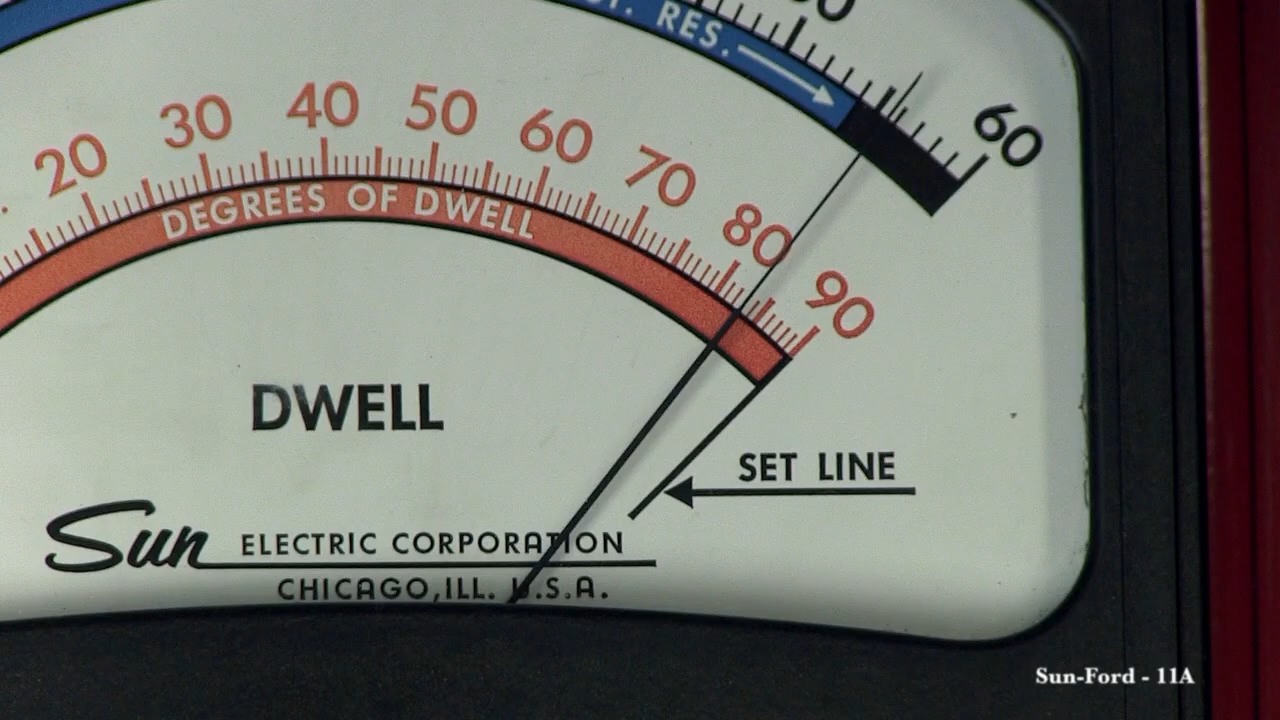 RES.
60
20 30 40 50 60 70 80 90
DEGREES OF DWELL
DWELL
SET LINE
Sun ELECTRIC CORPORATION
CHICAGO, ILL. U.S.A.
Sun-Ford - 11A